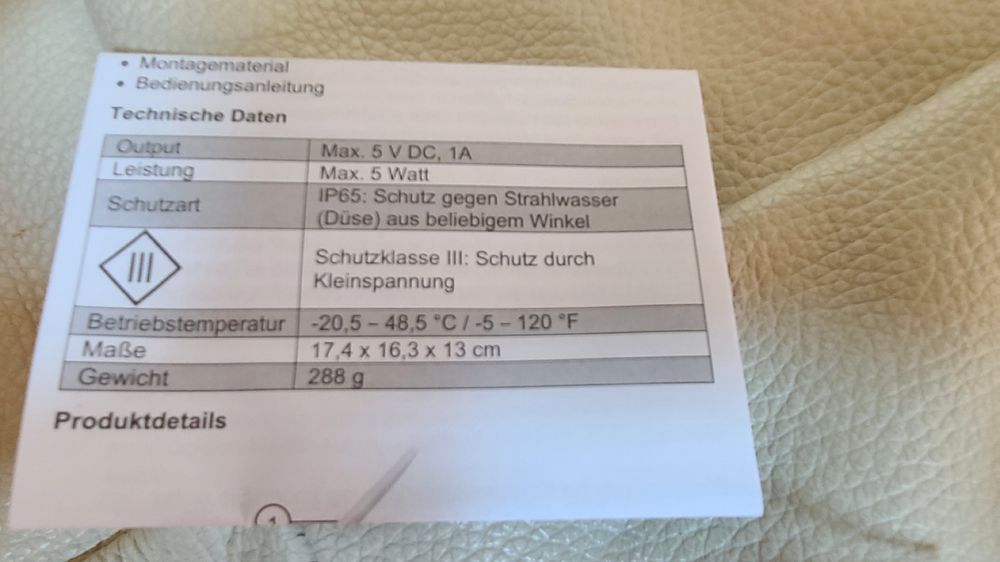 • Montagematerial
• Bedienungsanleitung
Technische Daten
Output Max. 5 V DC, 1A
Leistung Max. 5 Watt
Schutzart IP65: Schutz gegen Strahlwasser
(Düse) aus beliebigem Winkel
III Schutzklasse III: Schutz durch
Kleinspannung
Betriebstemperatur -20,5 – 48,5 °C / -5 – 120 °F
Maße 17,4 x 16,3 x 13 cm
Gewicht 288 g
Produktdetails
1